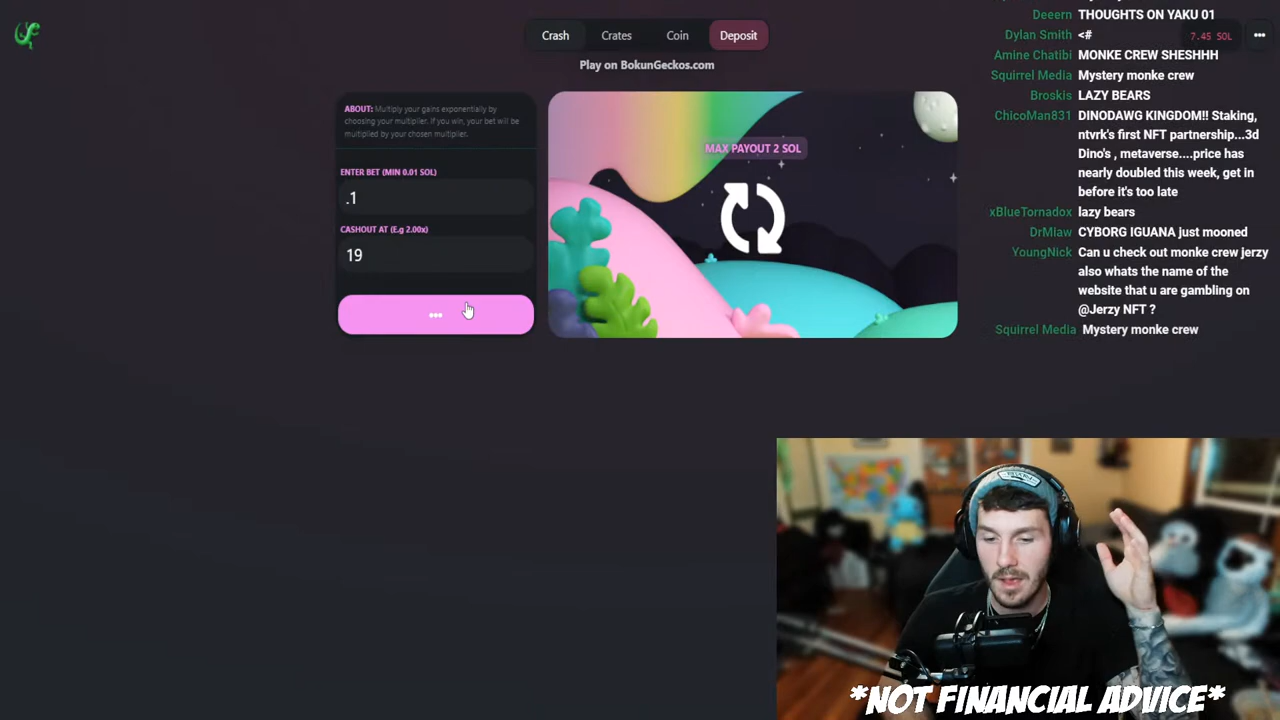 Crash
Crates
Coin
Deposit
Play on BokunGeckos.com
7.45 SOL
ABOUT: Multiply your gains exponentially by
choosing your multiplier. If you win, your bet will be
multiplied by your chosen multiplier.
ENTER BET (MIN 0.01 SOL)
.1
CASHOUT AT (E.g 2.00x)
19
MAX PAYOUT 2 SOL
Deeern THOUGHTS ON YAKU 01
Dylan Smith <#
Amine Chatibi MONKE CREW SHESHHH
Squirrel Media Mystery monke crew
Broskis LAZY BEARS
ChicoMan831 DINODAWG KINGDOM!! Staking,
ntvrk's first NFT partnership...3d
Dino's , metaverse....price has
nearly doubled this week, get in
before it's too late
xBlueTornadox lazy bears
DrMlaw CYBORG IGUANA just mooned
YoungNick Can u check out monke crew jerzy
also whats the name of the
website that u are gambling on
@Jerzy NFT ?
Squirrel Media Mystery monke crew
*NOT FINANCIAL ADVICE*